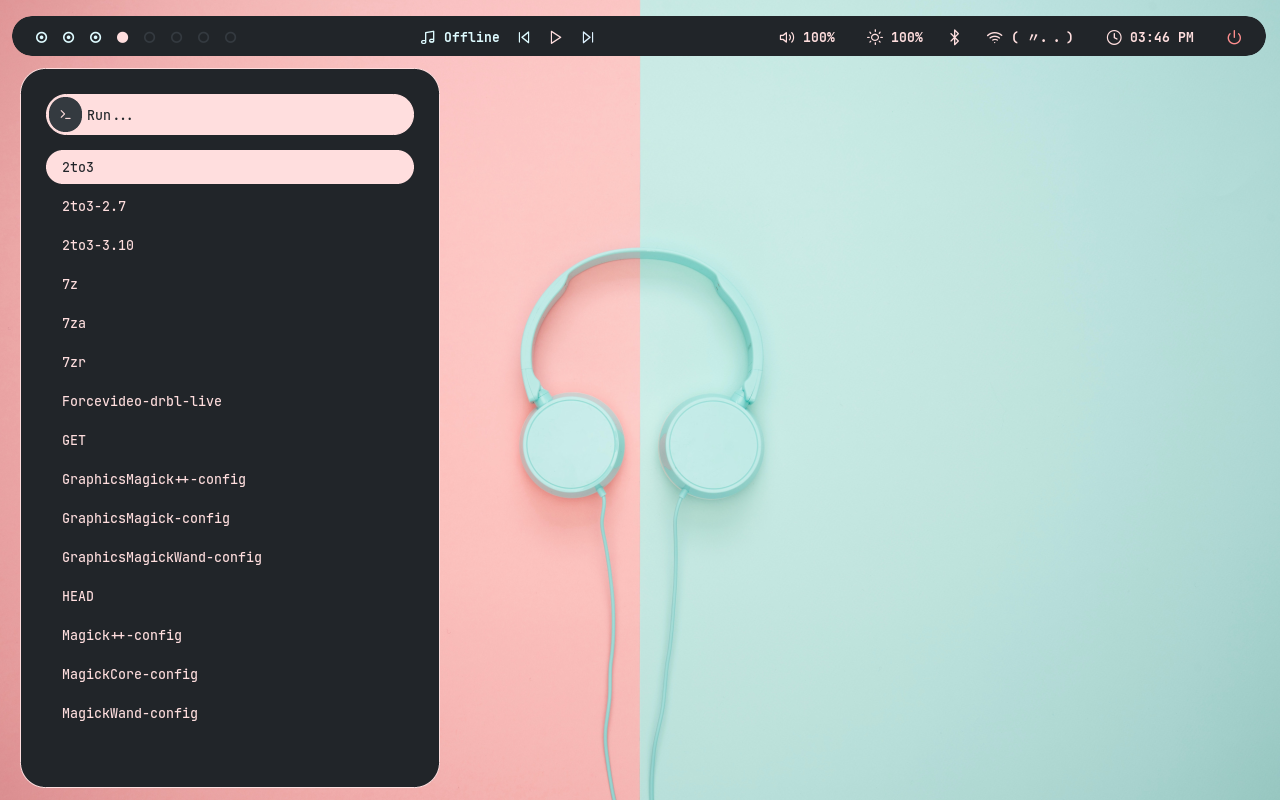 Offline
100%
100%
( 〃. . )
03:46 PM
Run...
2to3
2to3-2.7
2to3-3.10
7z
7za
7zr
Forcevideo-drbl-live
GET
GraphicsMagick++-config
GraphicsMagick-config
GraphicsMagickWand-config
HEAD
Magick++-config
MagickCore-config
MagickWand-config